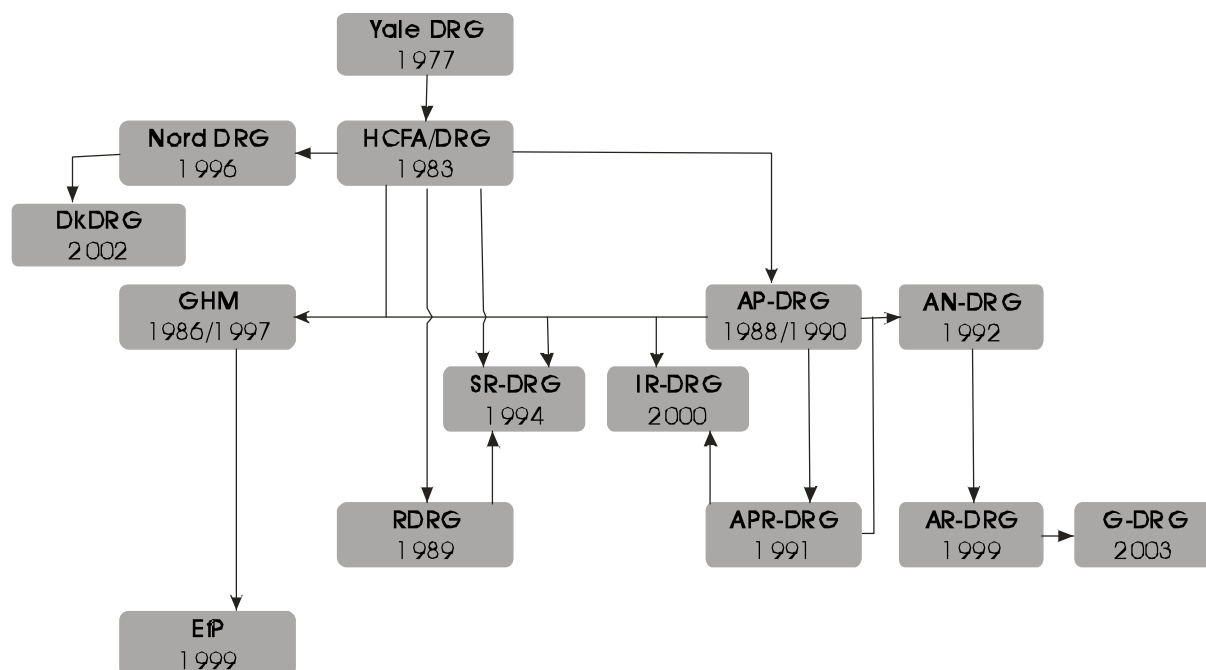 Yale DRG
1977
Nord DRG
1996
HCFA/DRG
1983
DkDRG
2002
GHM
1986/1997
AP-DRG
1988/1990
AN-DRG
1992
SR-DRG
1994
IR-DRG
2000
RDRG
1989
APR-DRG
1991
AR-DRG
1999
G-DRG
2003
EfP
1999